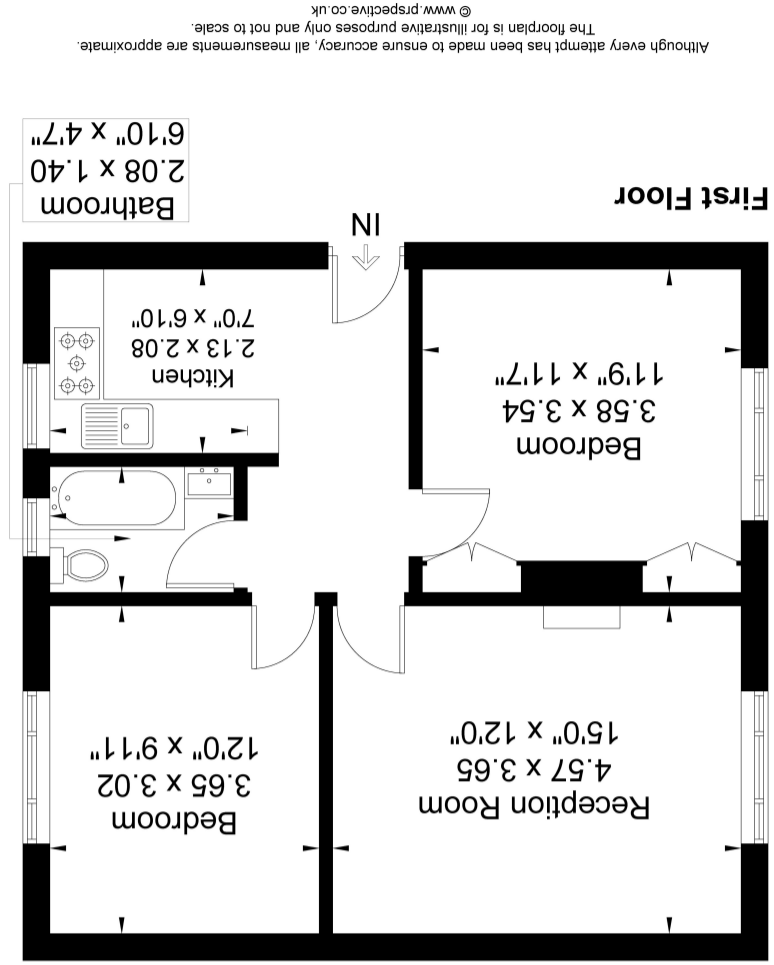 Reception Room
4.57 x 3.65
15'0" x 12'0"
Bedroom
3.65 x 3.02
12'0" x 9'11"
Bedroom
3.58 x 3.54
11'9" x 11'7"
Kitchen
2.13 x 2.08
7'0" x 6'10"
IN
First Floor
Bathroom
2.08 x 1.40
6'10" x 4'7"
Although every attempt has been made to ensure accuracy, all measurements are approximate.
The floorplan is for illustrative purposes only and not to scale.
© www.prspective.co.uk